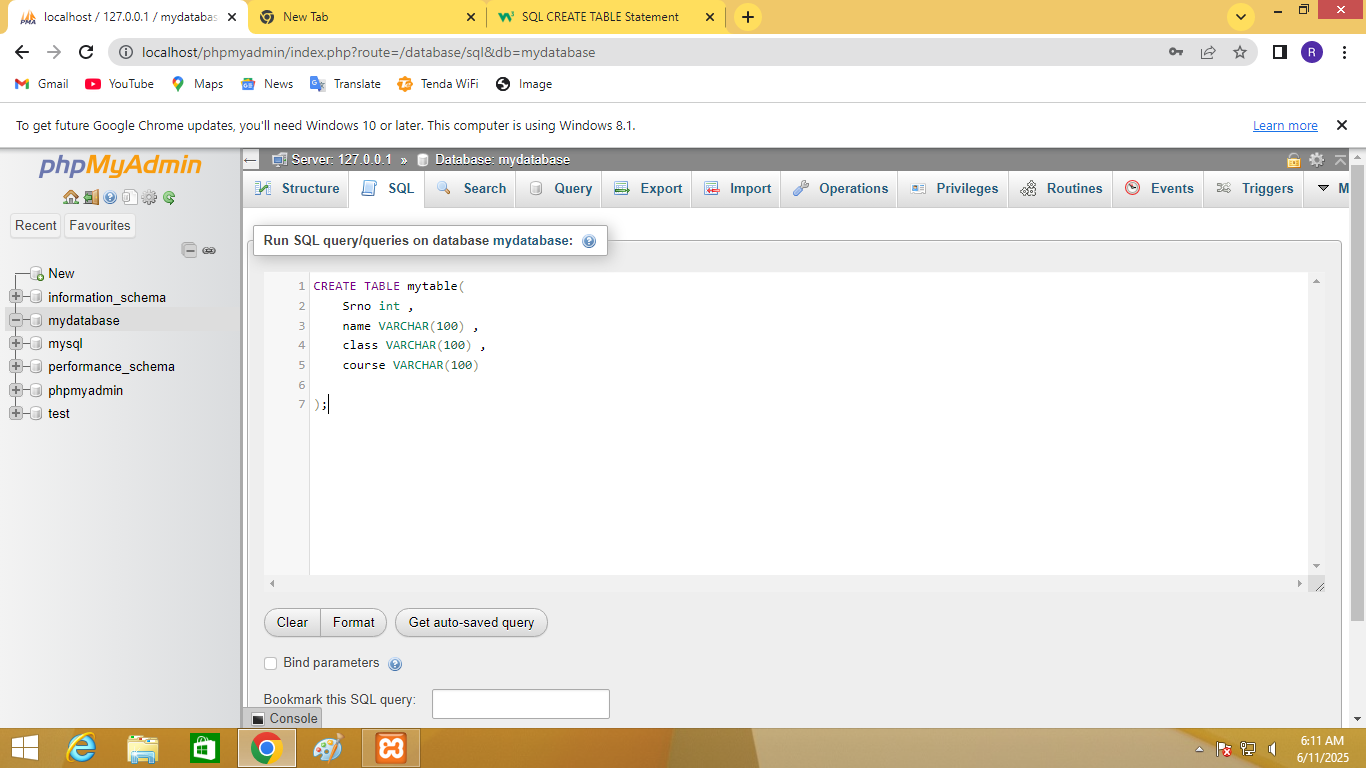 localhost / 127.0.0.1 / mydatabas
New Tab
SQL CREATE TABLE Statement
localhost/phpmyadmin/index.php?route=/database/sql&db=mydatabase
R
Gmail
YouTube
Maps
News
Translate
Tenda WiFi
Image
To get future Google Chrome updates, you'll need Windows 10 or later. This computer is using Windows 8.1.
Learn more
phpMyAdmin
Recent
Favourites
New
information_schema
mydatabase
mysql
performance_schema
phpmyadmin
test
Server: 127.0.0.1 » Database: mydatabase
Structure
SQL
Search
Query
Export
Import
Operations
Privileges
Routines
Events
Triggers
M
Run SQL query/queries on database mydatabase:
1 CREATE TABLE mytable(
2 Srno int ,
3 name VARCHAR(100) ,
4 class VARCHAR(100) ,
5 course VARCHAR(100)
6
7 );
Clear
Format
Get auto-saved query
Bind parameters
Bookmark this SQL query:
Console
6:11 AM
6/11/2025